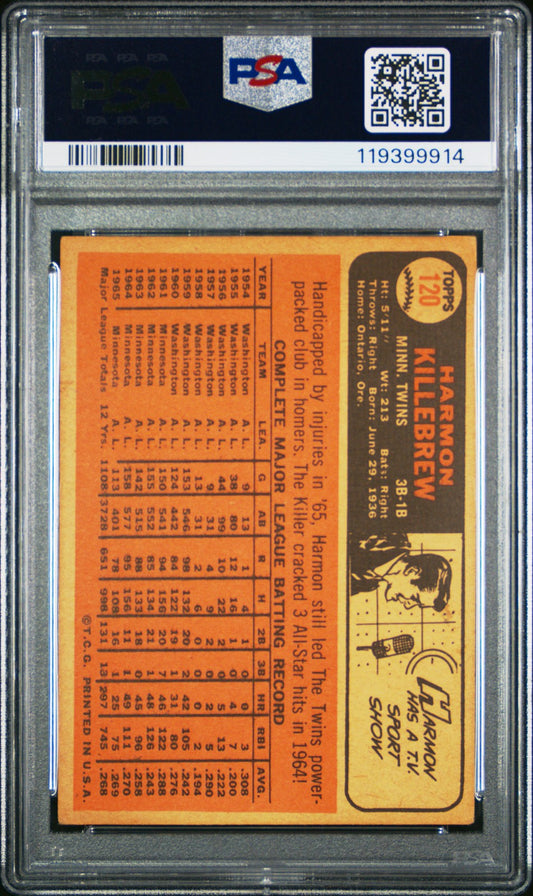 PSA
PSA PSA PSA
PSA
PSA PSA PSA
119399914
TOPPS
120
HARMON
KILLEBREW
MINN. TWINS 3B-1B
Ht: 5'11" Wt: 213 Bats: Right
Throws: Right Born: June 29, 1936
Home: Ontario, Ore.
HARMON
HAS A T.V.
SPORT
SHOW
Handicapped by injuries in '65, Harmon still led The Twins power-
packed club in homers. The Killer cracked 3 All-Star hits in 1964!
COMPLETE MAJOR LEAGUE BATTING RECORD
YEAR TEAM LEA. G AB R H 2B 3B HR RBI AVG.
1954 Washington A. L. 9 13 1 4 1 0 0 3 .308
1955 Washington A. L. 38 80 12 16 1 0 4 7 .200
1956 Washington A. L. 44 99 10 22 2 0 5 13 .222
1957 Washington A. L. 9 31 4 9 2 0 2 5 .290
1958 Washington A. L. 13 31 2 6 0 0 0 2 .194
1959 Washington A. L. 153 546 98 132 20 2 42 105 .242
1960 Washington A. L. 124 442 84 122 19 1 31 80 .276
1961 Minnesota A. L. 150 541 94 156 20 7 46 122 .288
1962 Minnesota A. L. 155 552 85 134 21 1 48 126 .243
1963 Minnesota A. L. 142 515 88 133 18 0 45 96 .258
1964 Minnesota A. L. 158 577 95 156 11 1 49 111 .270
1965 Minnesota A. L. 113 401 78 108 16 1 25 75 .269
Major League Totals 12 Yrs. 1108 3728 651 998 131 13 297 745 .268
©T.C.G. PRINTED IN U.S.A.
PSA